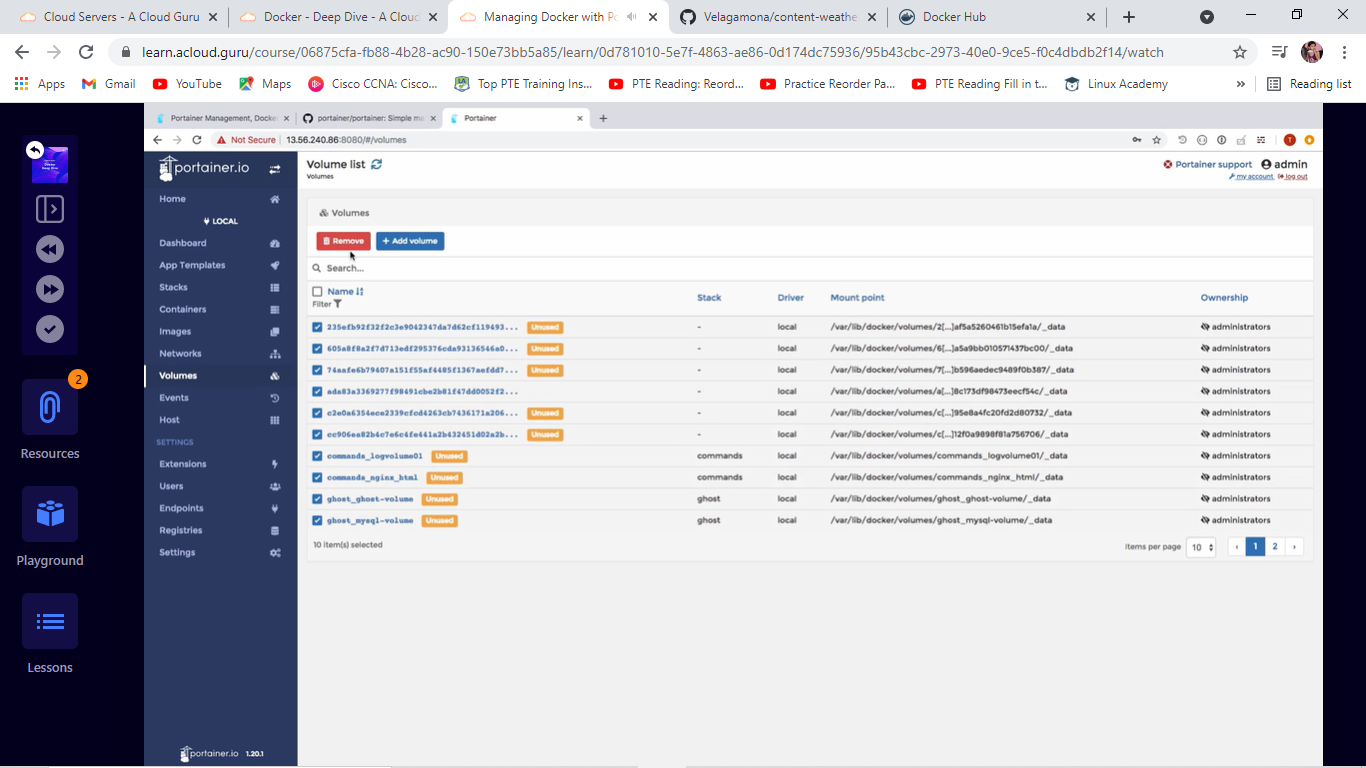 Cloud Servers - A Cloud Guru
Docker - Deep Dive - A Cloud
Managing Docker with Po
Velagamona/content-weathe
Docker Hub
learn.acloud.guru/course/06875cfa-fb88-4b28-ac90-150e73bb5a85/learn/0d781010-5e7f-4863-ae86-0d174dc75936/95b43cbc-2973-40e0-9ce5-f0c4dbdb2f14/watch
Apps Gmail YouTube Maps Cisco CCNA: Cisco... Top PTE Training Ins... PTE Reading: Reord... Practice Reorder Pa... PTE Reading Fill in t... Linux Academy » Reading list
Portainer Management, Docke
portainer/portainer: Simple ma
Portainer
Not Secure 13.56.240.86:8080/#/volumes
portainer.io
Home
LOCAL
Dashboard
App Templates
Stacks
Containers
Images
Networks
Volumes
Events
Host
SETTINGS
Extensions
Users
Endpoints
Registries
Settings
portainer.io 1.20.1
Volume list
Volumes
Portainer support admin
my account log out
Volumes
Remove + Add volume
Search...
Name Stack Driver Mount point Ownership
Filter
235efb92f32f2c3e9042347da7d62cf119493... Unused - local /var/lib/docker/volumes/2[...]af5a5260461b15efa1a/_data administrators
605a8f8a2f7d713edf295376cda93136546a0... Unused - local /var/lib/docker/volumes/6[...]a5a9bb010571437bc00/_data administrators
74aafe6b79407a151f55af4485f1367aefdd7... Unused - local /var/lib/docker/volumes/7[...]b596aedec9489f0b387/_data administrators
ada83a3369277f98491cbe2b81f47dd0052f2... - local /var/lib/docker/volumes/a[...]8c173df98473eecf54c/_data administrators
c2e0a6354ece2339cfcd4263cb7436171a206... Unused - local /var/lib/docker/volumes/c[...]95e8a4fc20fd2d80732/_data administrators
cc906ea82b4c7e6c4fe441a2b432451d02a2b... Unused - local /var/lib/docker/volumes/c[...]12f0a9898f81a756706/_data administrators
commands_logvolume01 Unused commands local /var/lib/docker/volumes/commands_logvolume01/_data administrators
commands_nginx_html Unused commands local /var/lib/docker/volumes/commands_nginx_html/_data administrators
ghost_ghost-volume Unused ghost local /var/lib/docker/volumes/ghost_ghost-volume/_data administrators
ghost_mysql-volume Unused ghost local /var/lib/docker/volumes/ghost_mysql-volume/_data administrators
10 item(s) selected Items per page 10 ‹ 1 2 ›
2
Resources
Playground
Lessons